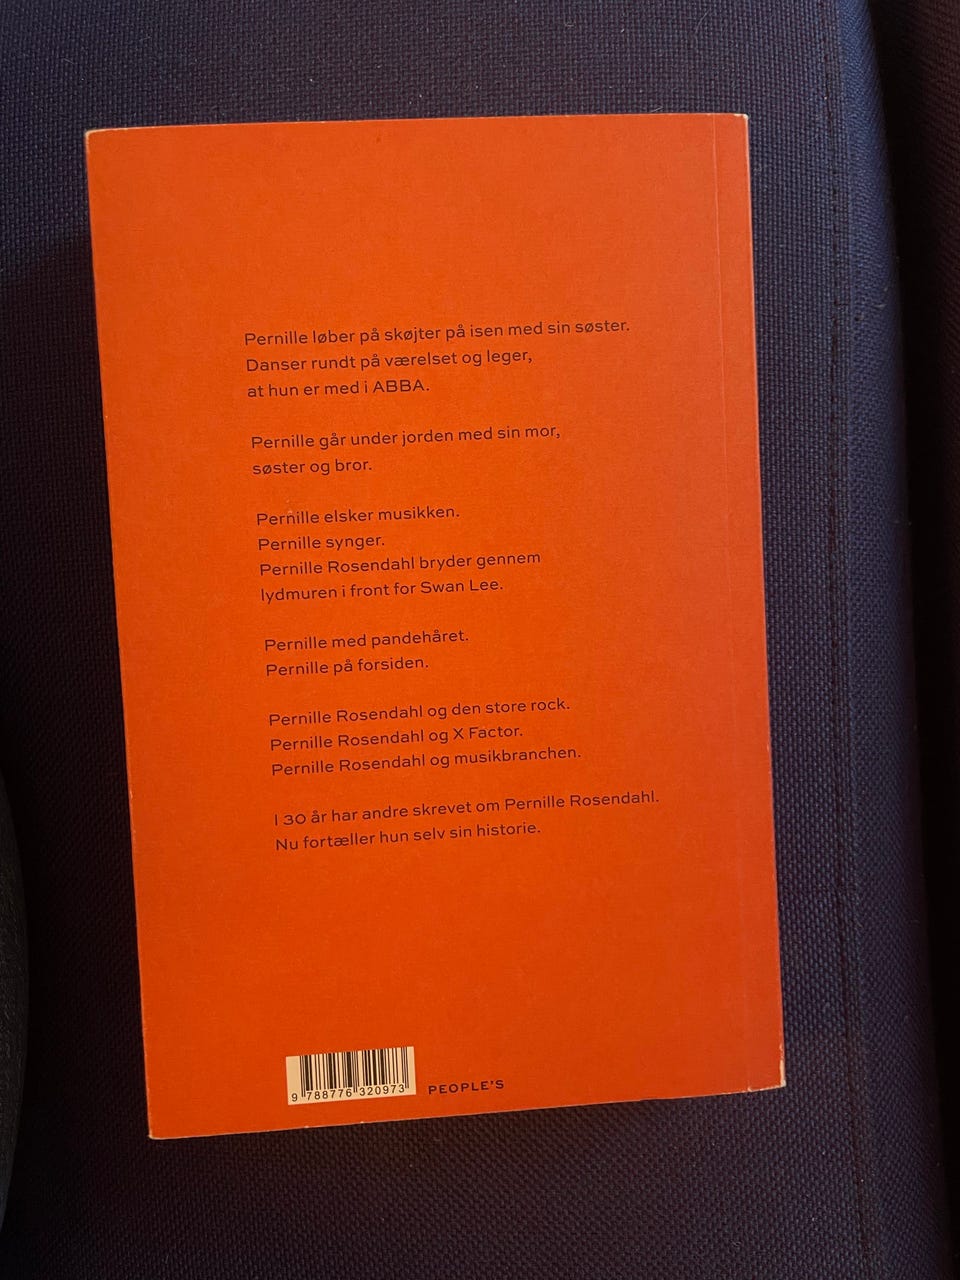 Pernille løber på skøjter på isen med sin søster.
Danser rundt på værelset og leger,
at hun er med i ABBA.
Pernille går under jorden med sin mor,
søster og bror.
Pernille elsker musikken.
Pernille synger.
Pernille Rosendahl bryder gennem
lydmuren i front for Swan Lee.
Pernille med pandehåret.
Pernille på forsiden.
Pernille Rosendahl og den store rock.
Pernille Rosendahl og X Factor.
Pernille Rosendahl og musikbranchen.
I 30 år har andre skrevet om Pernille Rosendahl.
Nu fortæller hun selv sin historie.
9 788776 320973
PEOPLE'S